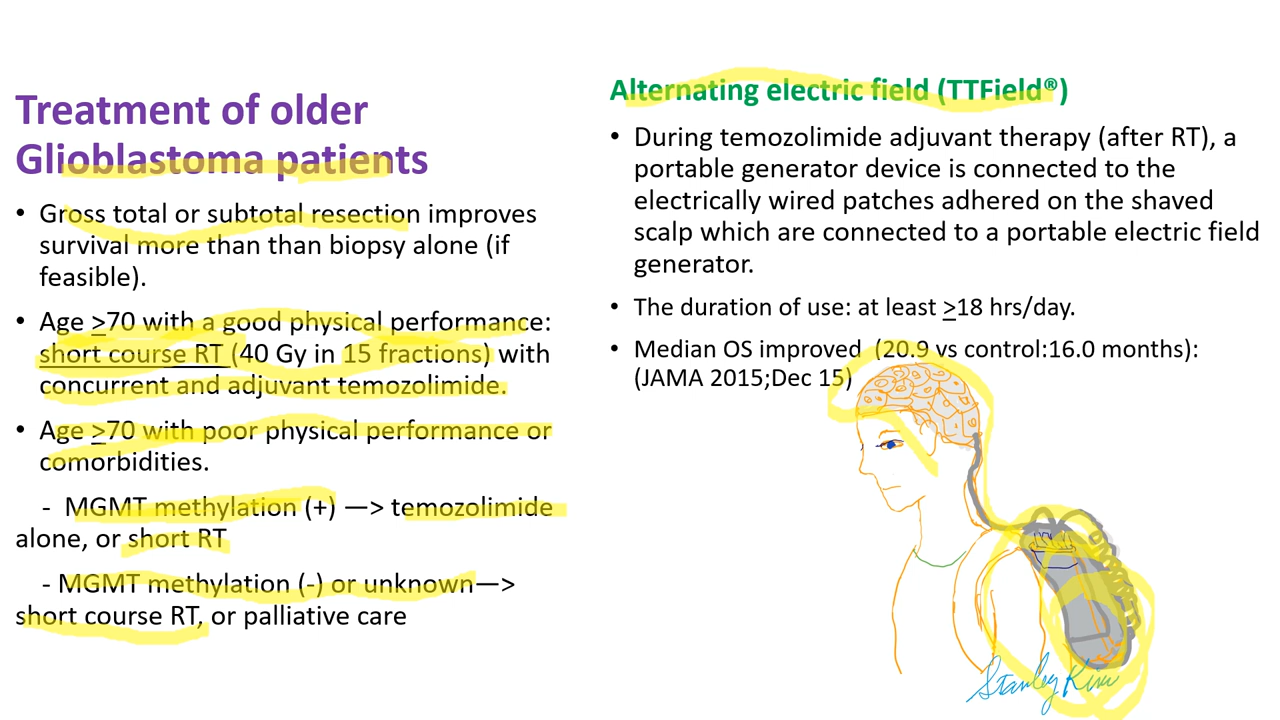 Treatment of older
Glioblastoma patients
• Gross total or subtotal resection improves
survival more than than biopsy alone (if
feasible).
• Age >70 with a good physical performance:
short course RT (40 Gy in 15 fractions) with
concurrent and adjuvant temozolimide.
• Age >70 with poor physical performance or
comorbidities.
- MGMT methylation (+) —> temozolimide
alone, or short RT
- MGMT methylation (-) or unknown—>
short course RT, or palliative care
Alternating electric field (TTField®)
• During temozolimide adjuvant therapy (after RT), a
portable generator device is connected to the
electrically wired patches adhered on the shaved
scalp which are connected to a portable electric field
generator.
• The duration of use: at least >18 hrs/day.
• Median OS improved (20.9 vs control:16.0 months):
(JAMA 2015;Dec 15)
Stanley Kim